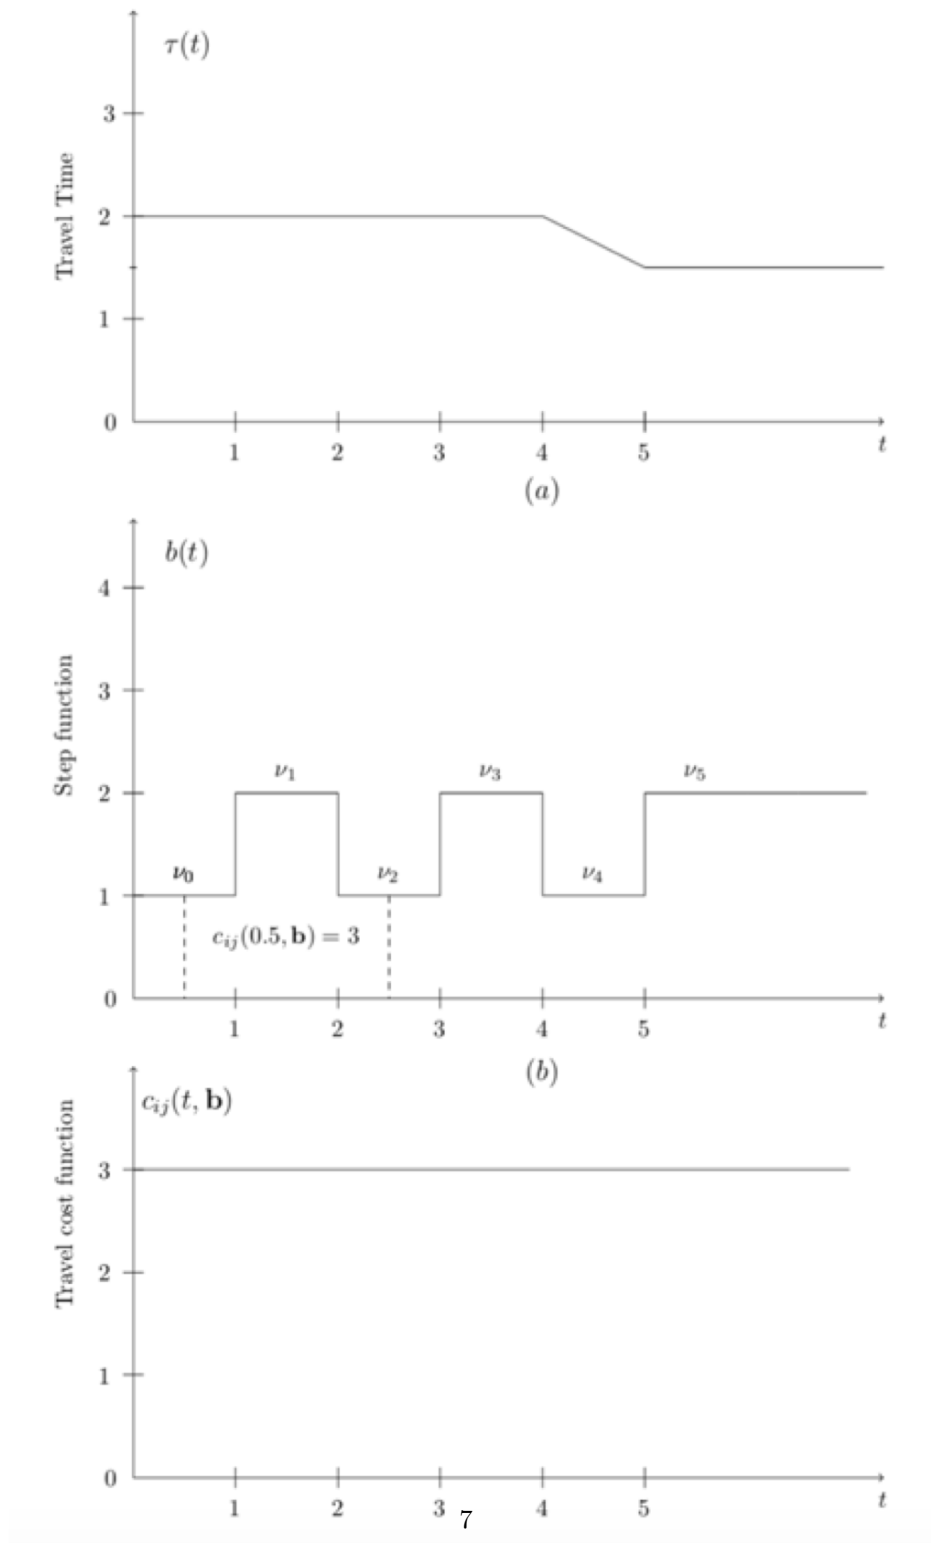 τ(t)
3
Travel Time
2
1
0
1 2 3 4 5 t
(a)
b(t)
4
Step function
3
ν1 ν3 ν5
2
ν0 ν2 ν4
1
cij(0.5, b) = 3
0
1 2 3 4 5 t
(b)
cij(t, b)
Travel cost function
3
2
1
0
1 2 3 4 5 t
7